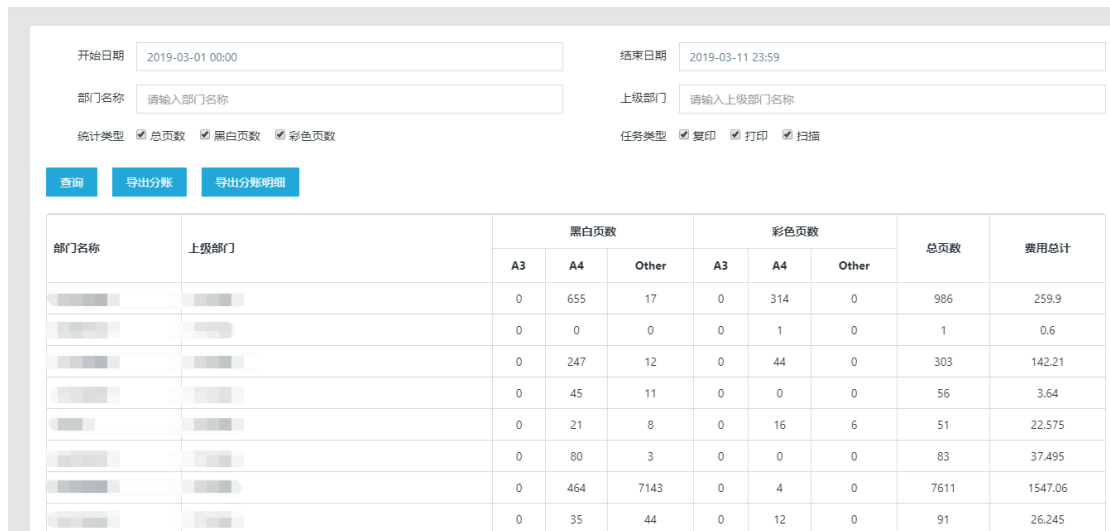 开始日期 2019-03-01 00:00 结束日期 2019-03-11 23:59
部门名称 请输入部门名称 上级部门 请输入上级部门名称
统计类型 总页数 黑白页数 彩色页数 任务类型 复印 打印 扫描
查询 导出分账 导出分账明细
部门名称 上级部门 黑白页数 彩色页数 总页数 费用总计
A3 A4 Other A3 A4 Other
0 655 17 0 314 0 986 259.9
0 0 0 0 1 0 1 0.6
0 247 12 0 44 0 303 142.21
0 45 11 0 0 0 56 3.64
0 21 8 0 16 6 51 22.575
0 80 3 0 0 0 83 37.495
0 464 7143 0 4 0 7611 1547.06
0 35 44 0 12 0 91 26.245